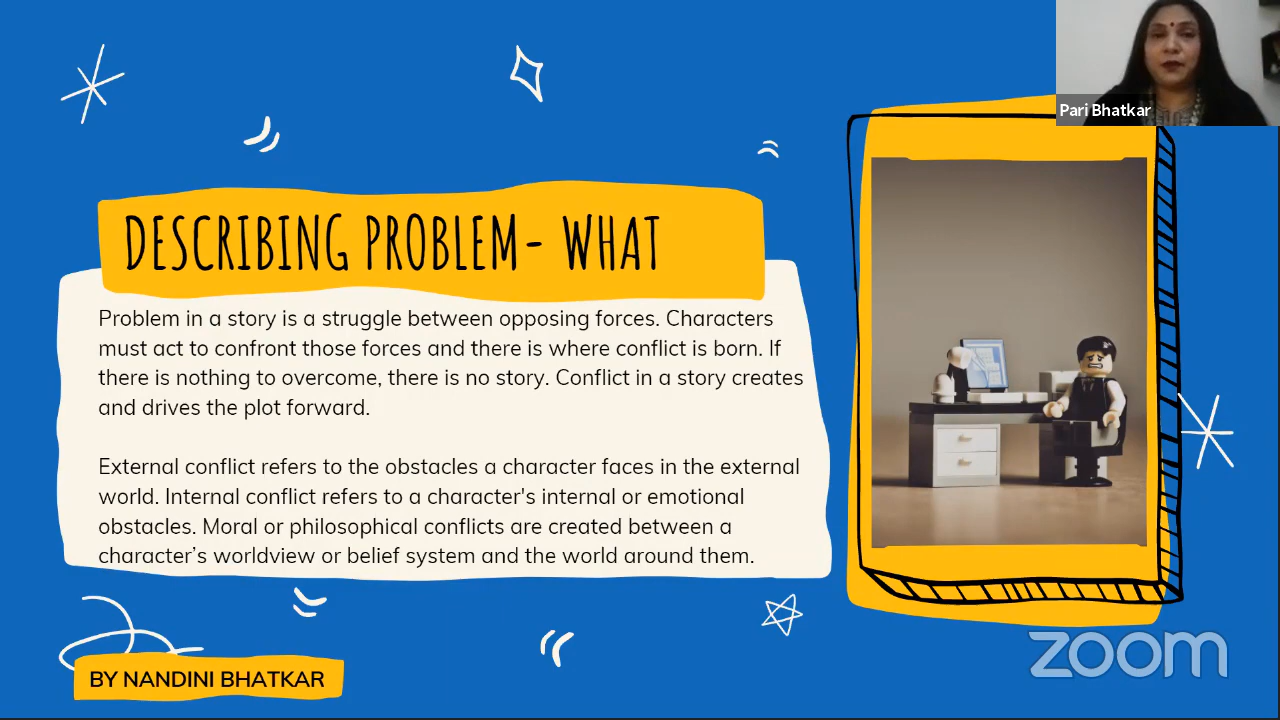 Pari Bhatkar
DESCRIBING PROBLEM- WHAT
Problem in a story is a struggle between opposing forces. Characters
must act to confront those forces and there is where conflict is born. If
there is nothing to overcome, there is no story. Conflict in a story creates
and drives the plot forward.
External conflict refers to the obstacles a character faces in the external
world. Internal conflict refers to a character's internal or emotional
obstacles. Moral or philosophical conflicts are created between a
character’s worldview or belief system and the world around them.
BY NANDINI BHATKAR
zoom